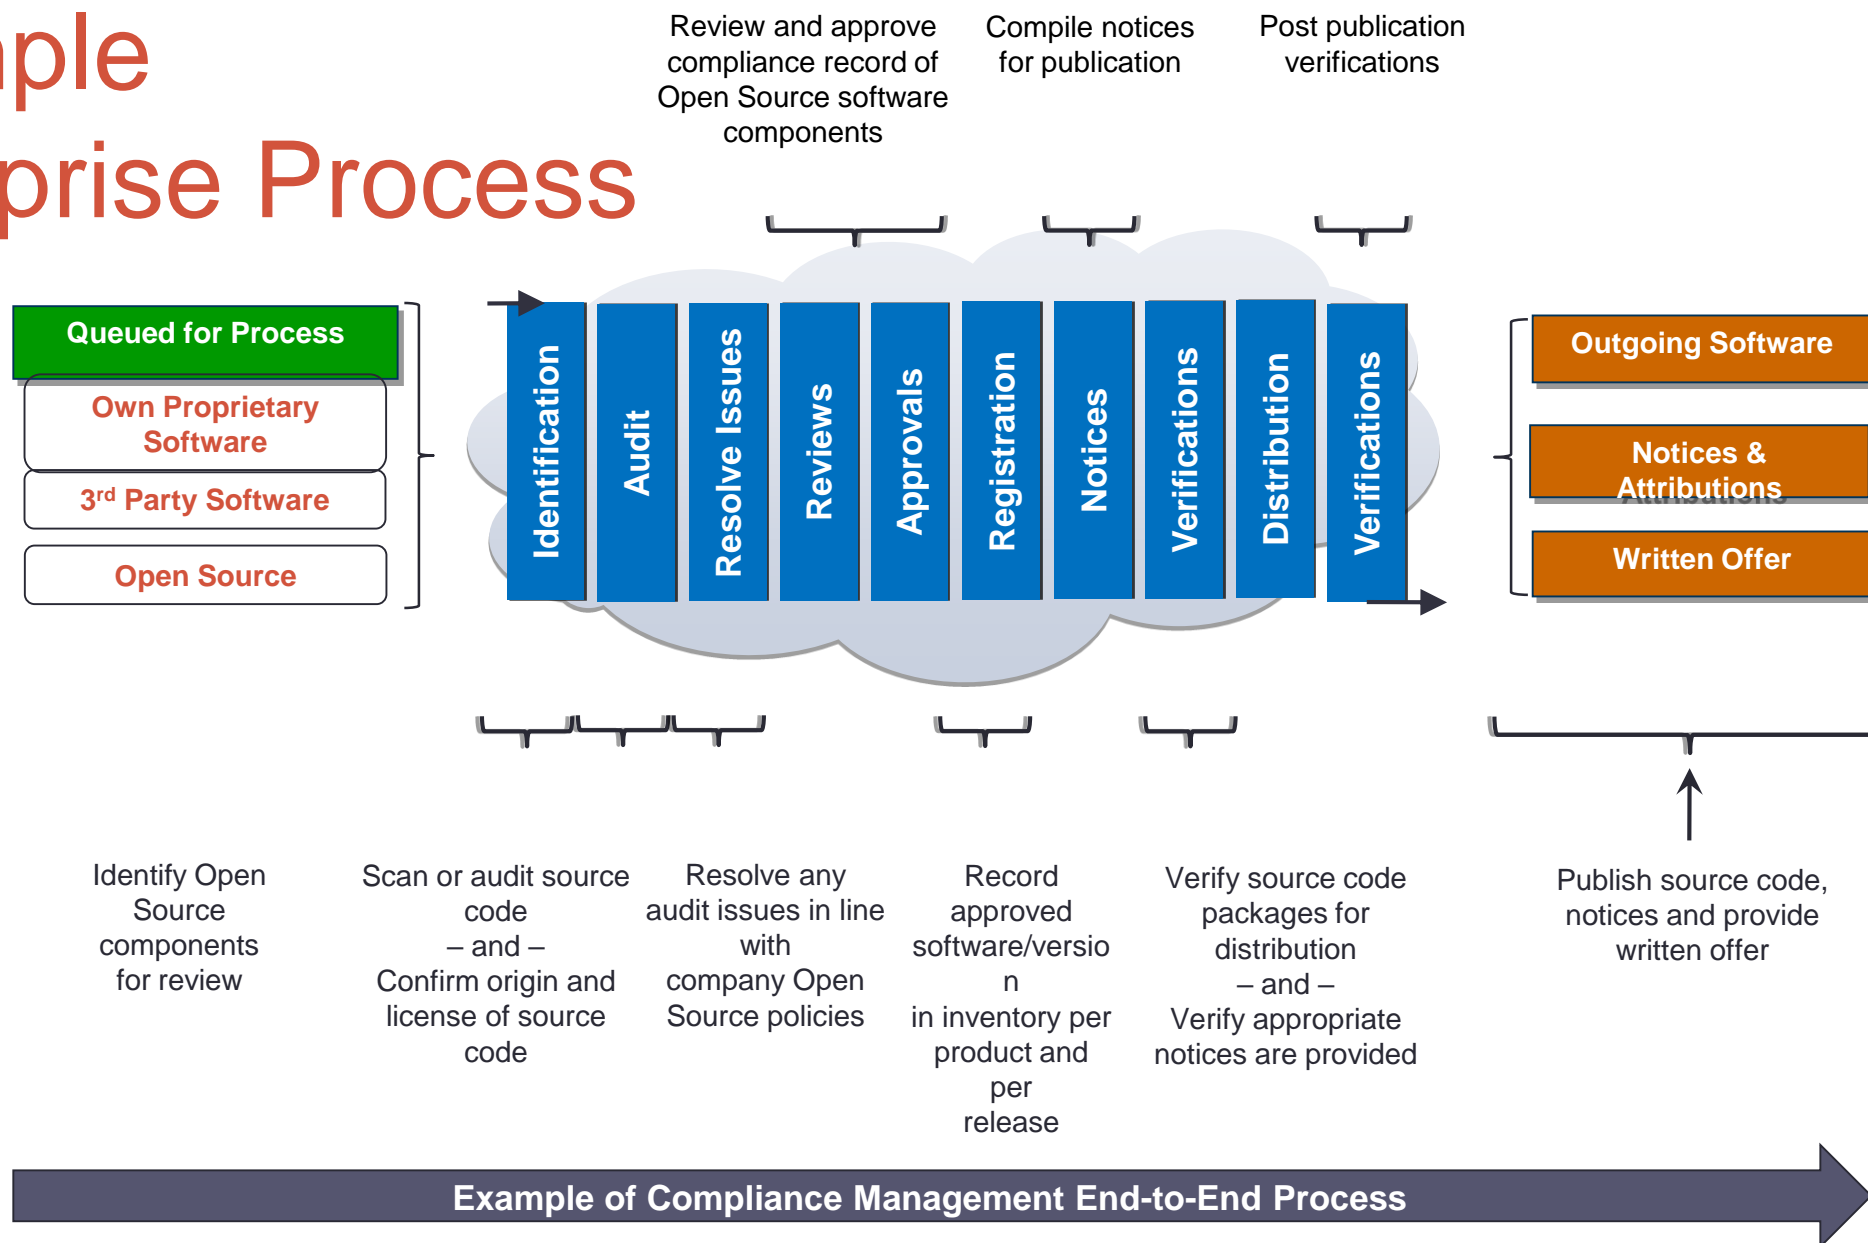 mple
prise Process
Review and approve
compliance record of
Open Source software
components
Compile notices
for publication
Post publication
verifications
Queued for Process
Own Proprietary
Software
3rd Party Software
Open Source
Identification
Audit
Resolve Issues
Reviews
Approvals
Registration
Notices
Verifications
Distribution
Verifications
Outgoing Software
Notices &
Attributions
Written Offer
Identify Open
Source
components
for review
Scan or audit source
code
– and –
Confirm origin and
license of source
code
Resolve any
audit issues in line
with
company Open
Source policies
Record
approved
software/versio
n
in inventory per
product and
per
release
Verify source code
packages for
distribution
– and –
Verify appropriate
notices are provided
Publish source code,
notices and provide
written offer
Example of Compliance Management End-to-End Process